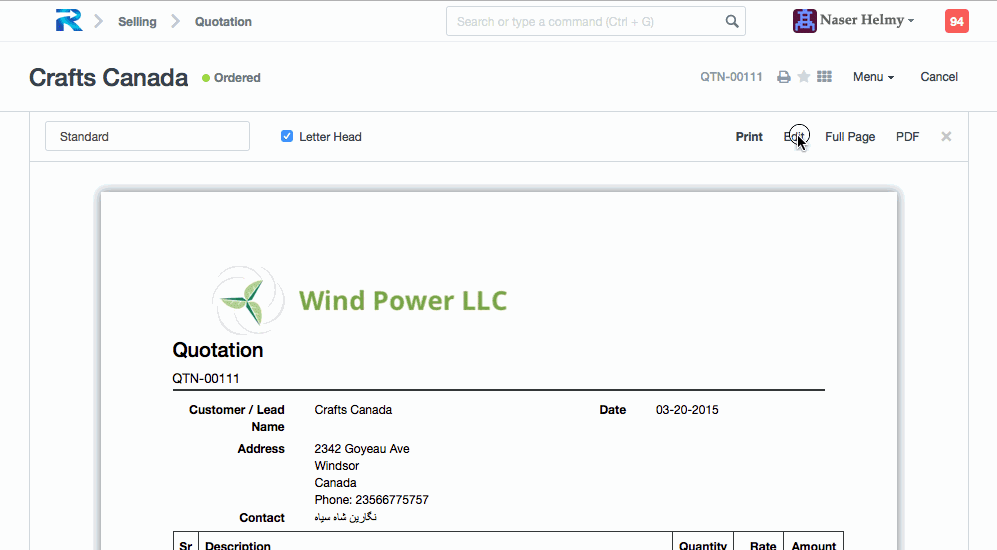 Selling Quotation Search or type a command (Ctrl + G) Naser Helmy 94
Crafts Canada Ordered QTN-00111 Menu Cancel
Standard Letter Head Print Edit Full Page PDF
Wind Power LLC
Quotation
QTN-00111
Customer / Lead Name Crafts Canada Date 03-20-2015
Address 2342 Goyeau Ave
Windsor
Canada
Phone: 23566775757
Contact نگارین شاه سیاه
Sr Description Quantity Rate Amount